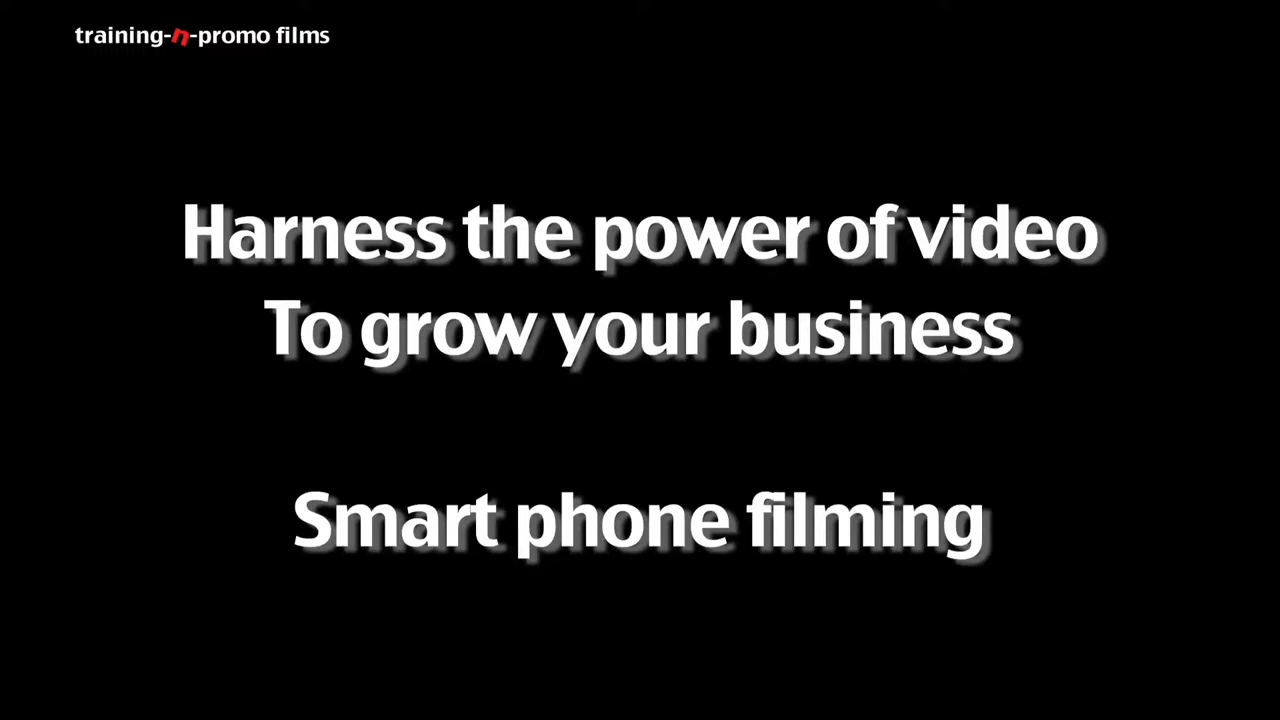 training-n-promo films
Harness the power of video
To grow your business
Smart phone filming